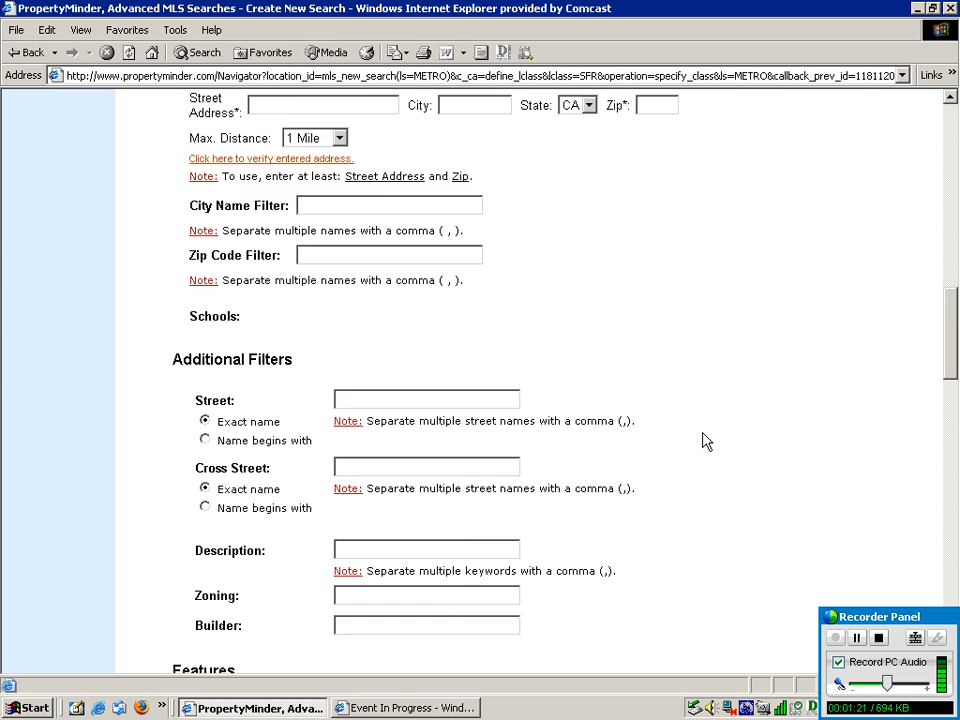 PropertyMinder, Advanced MLS Searches - Create New Search - Windows Internet Explorer provided by Comcast
File Edit View Favorites Tools Help
Back Search Favorites Media
Address http://www.propertyminder.com/Navigator?location_id=mls_new_search(ls=METRO)&c_ca=define_lclass&lclass=SFR&operation=specify_class&ls=METRO&callback_prev_id=1181120 Links »
Street Address*: City: State: CA Zip*:
Max. Distance: 1 Mile
Click here to verify entered address.
Note: To use, enter at least: Street Address and Zip.
City Name Filter:
Note: Separate multiple names with a comma ( , ).
Zip Code Filter:
Note: Separate multiple names with a comma ( , ).
Schools:
Additional Filters
Street:
Exact name Note: Separate multiple street names with a comma (,).
Name begins with
Cross Street:
Exact name Note: Separate multiple street names with a comma (,).
Name begins with
Description:
Note: Separate multiple keywords with a comma (,).
Zoning:
Builder:
Features
Recorder Panel
Record PC Audio
- +
00:01:21 / 694 KB
Start » PropertyMinder, Adva... Event In Progress - Wind...